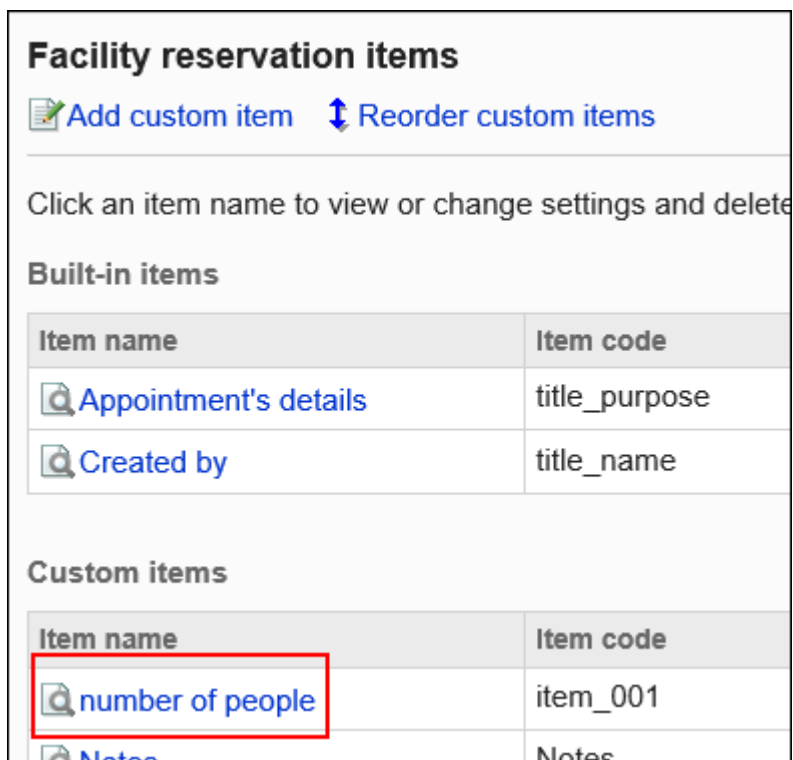 Facility reservation items
Add custom item Reorder custom items
Click an item name to view or change settings and delete
Built-in items
Item name Item code
Appointment's details title_purpose
Created by title_name
Custom items
Item name Item code
number of people item_001
Notes Notes